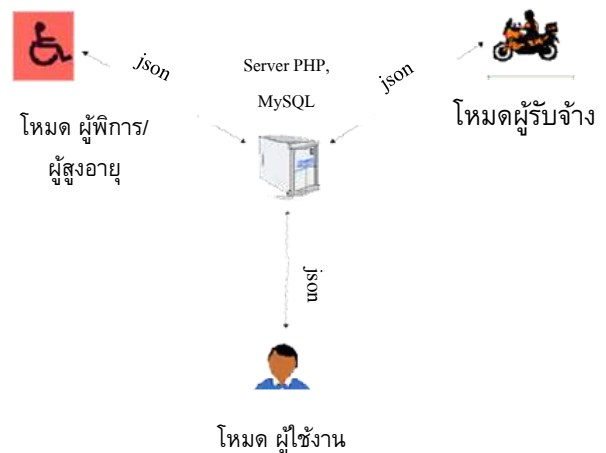 json
Server PHP,
MySQL
json
โหมด ผู้พิการ/
ผู้สูงอายุ
โหมดผู้รับจ้าง
json
โหมด ผู้ใช้งาน